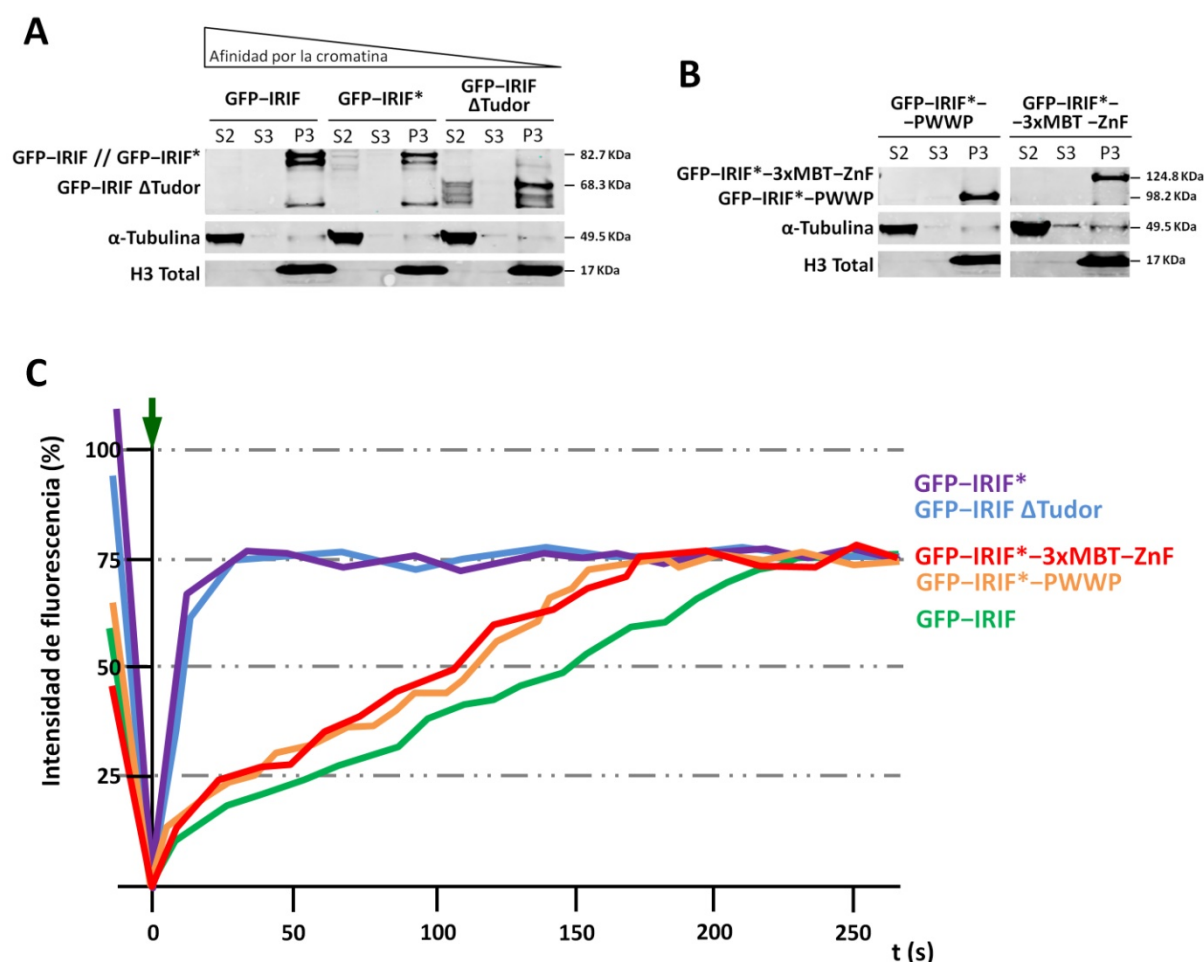 A
Afinidad por la cromatina
GFP–IRIF GFP–IRIF* GFP–IRIF
ΔTudor
S2 S3 P3 S2 S3 P3 S2 S3 P3
GFP–IRIF // GFP–IRIF* 82.7 KDa
GFP–IRIF ΔTudor 68.3 KDa
α-Tubulina 49.5 KDa
H3 Total 17 KDa
B
GFP–IRIF*–
–PWWP
GFP–IRIF*–
–3xMBT –ZnF
S2 S3 P3 S2 S3 P3
GFP–IRIF*–3xMBT–ZnF 124.8 KDa
GFP–IRIF*–PWWP 98.2 KDa
α-Tubulina 49.5 KDa
H3 Total 17 KDa
C
Intensidad de fluorescencia (%)
100
75
50
25
0 50 100 150 200 250
t (s)
GFP–IRIF*
GFP–IRIF ΔTudor
GFP–IRIF*–3xMBT–ZnF
GFP–IRIF*–PWWP
GFP–IRIF